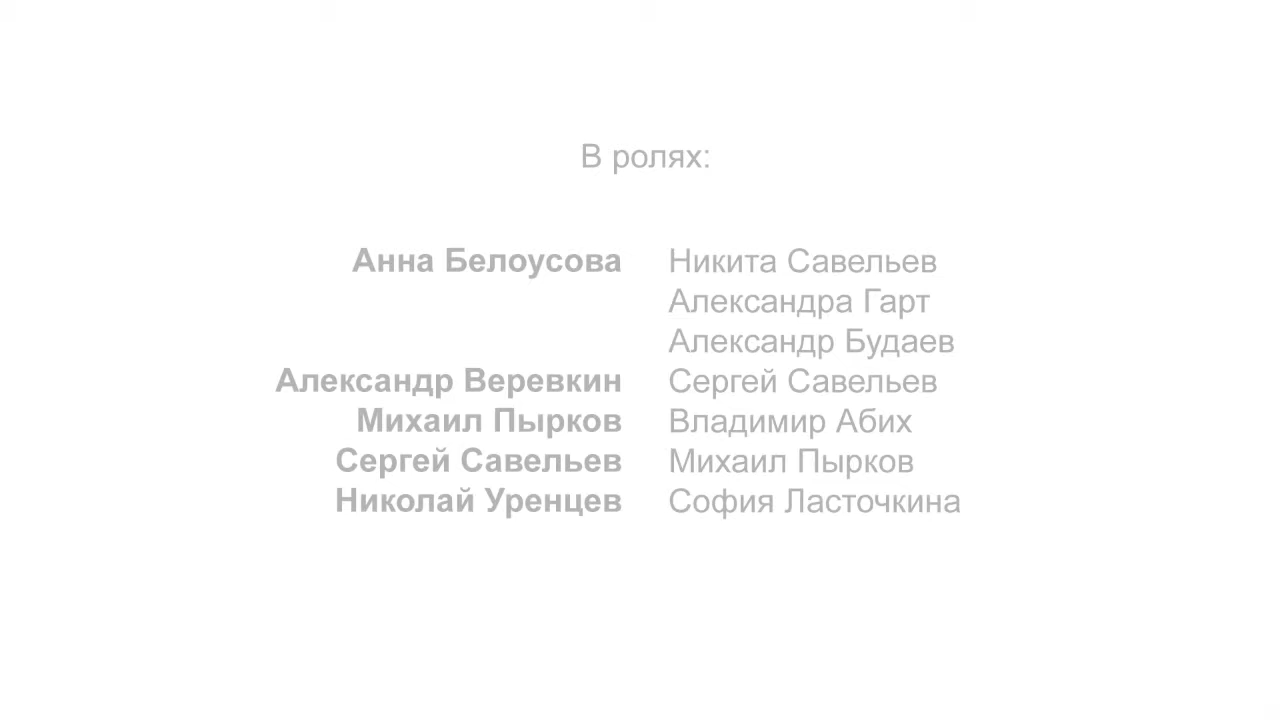 В ролях:
Анна Белоусова Никита Савельев
Александра Гарт
Александр Будаев
Александр Веревкин Сергей Савельев
Михаил Пырков Владимир Абих
Сергей Савельев Михаил Пырков
Николай Уренцев София Ласточкина